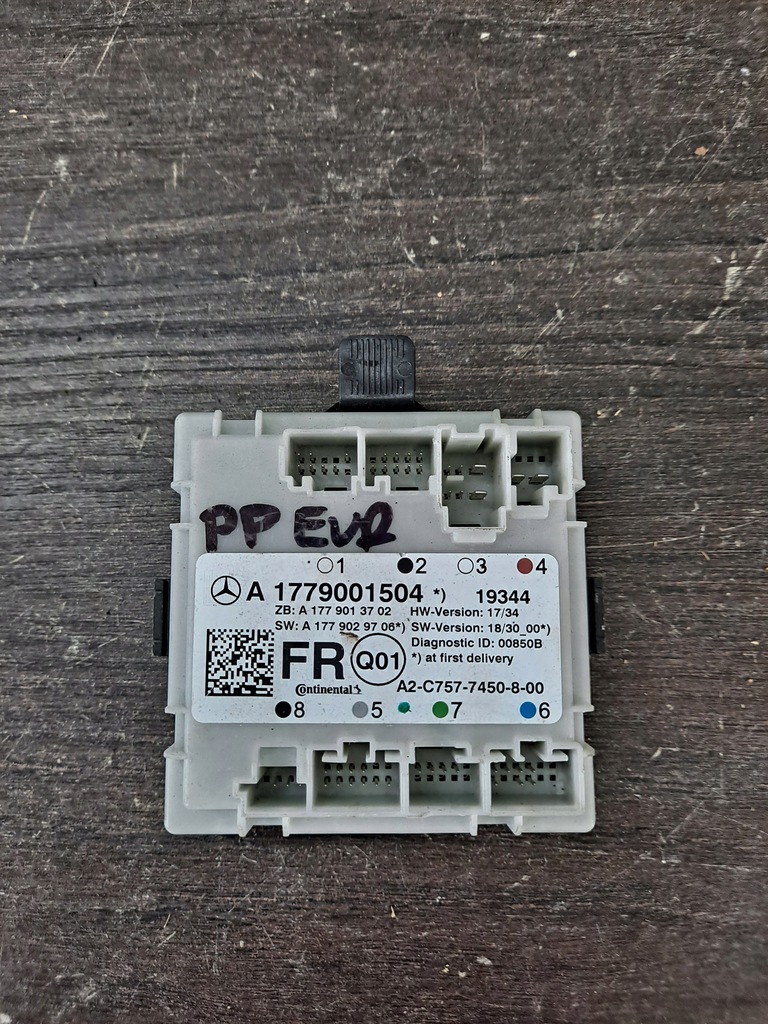 PP EVR
1 2 3 4
A 1779001504 *) 19344
ZB: A 177 901 37 02 HW-Version: 17/34
SW: A 177 902 97 06*) SW-Version: 18/30_00*)
Diagnostic ID: 00850B
FR Q01 *) at first delivery
Continental A2-C757-7450-8-00
8 5 7 6